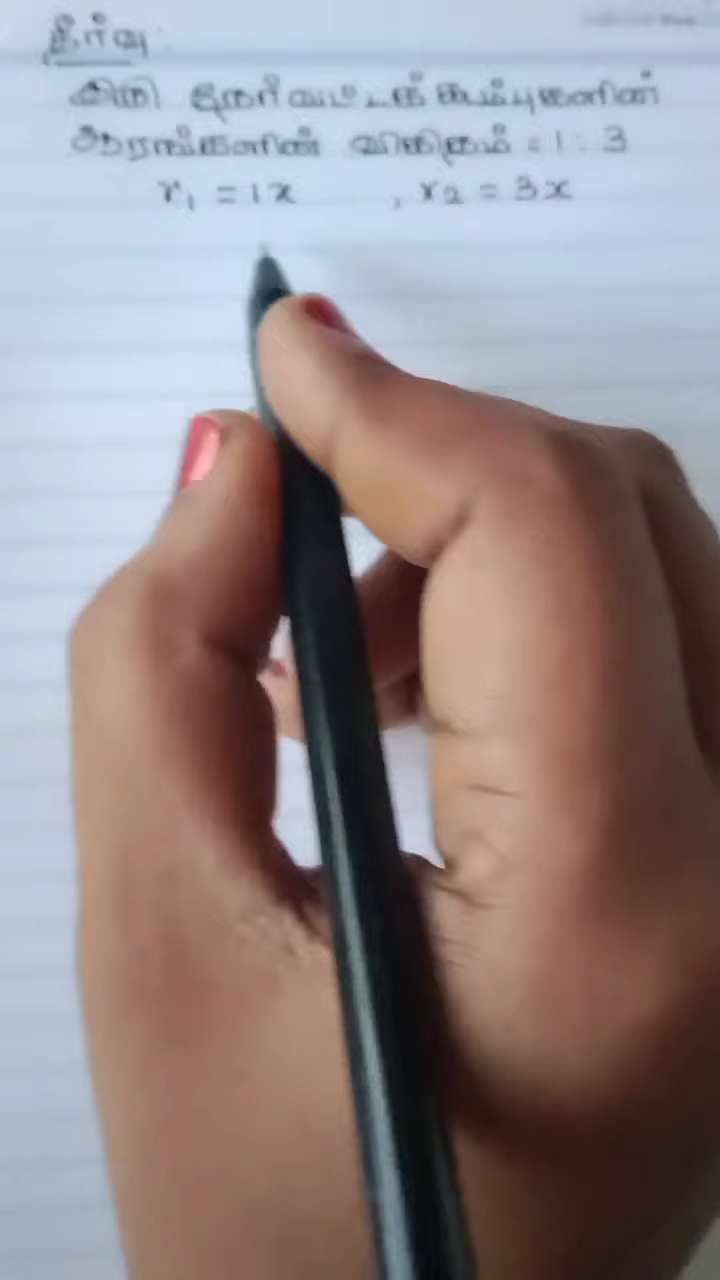 தீர்வு:
இரு நேர்வட்டக் கூம்புகளின்
ஆரங்களின் விகிதம் = 1 : 3
r₁ = 1x , r₂ = 3x